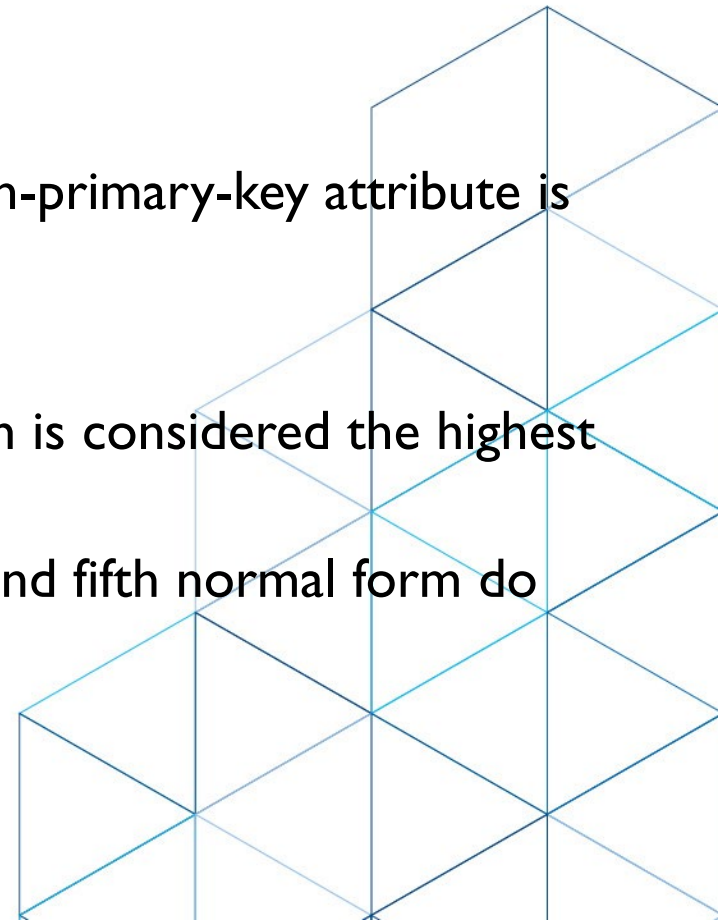 n-primary-key attribute is
n is considered the highest
nd fifth normal form do